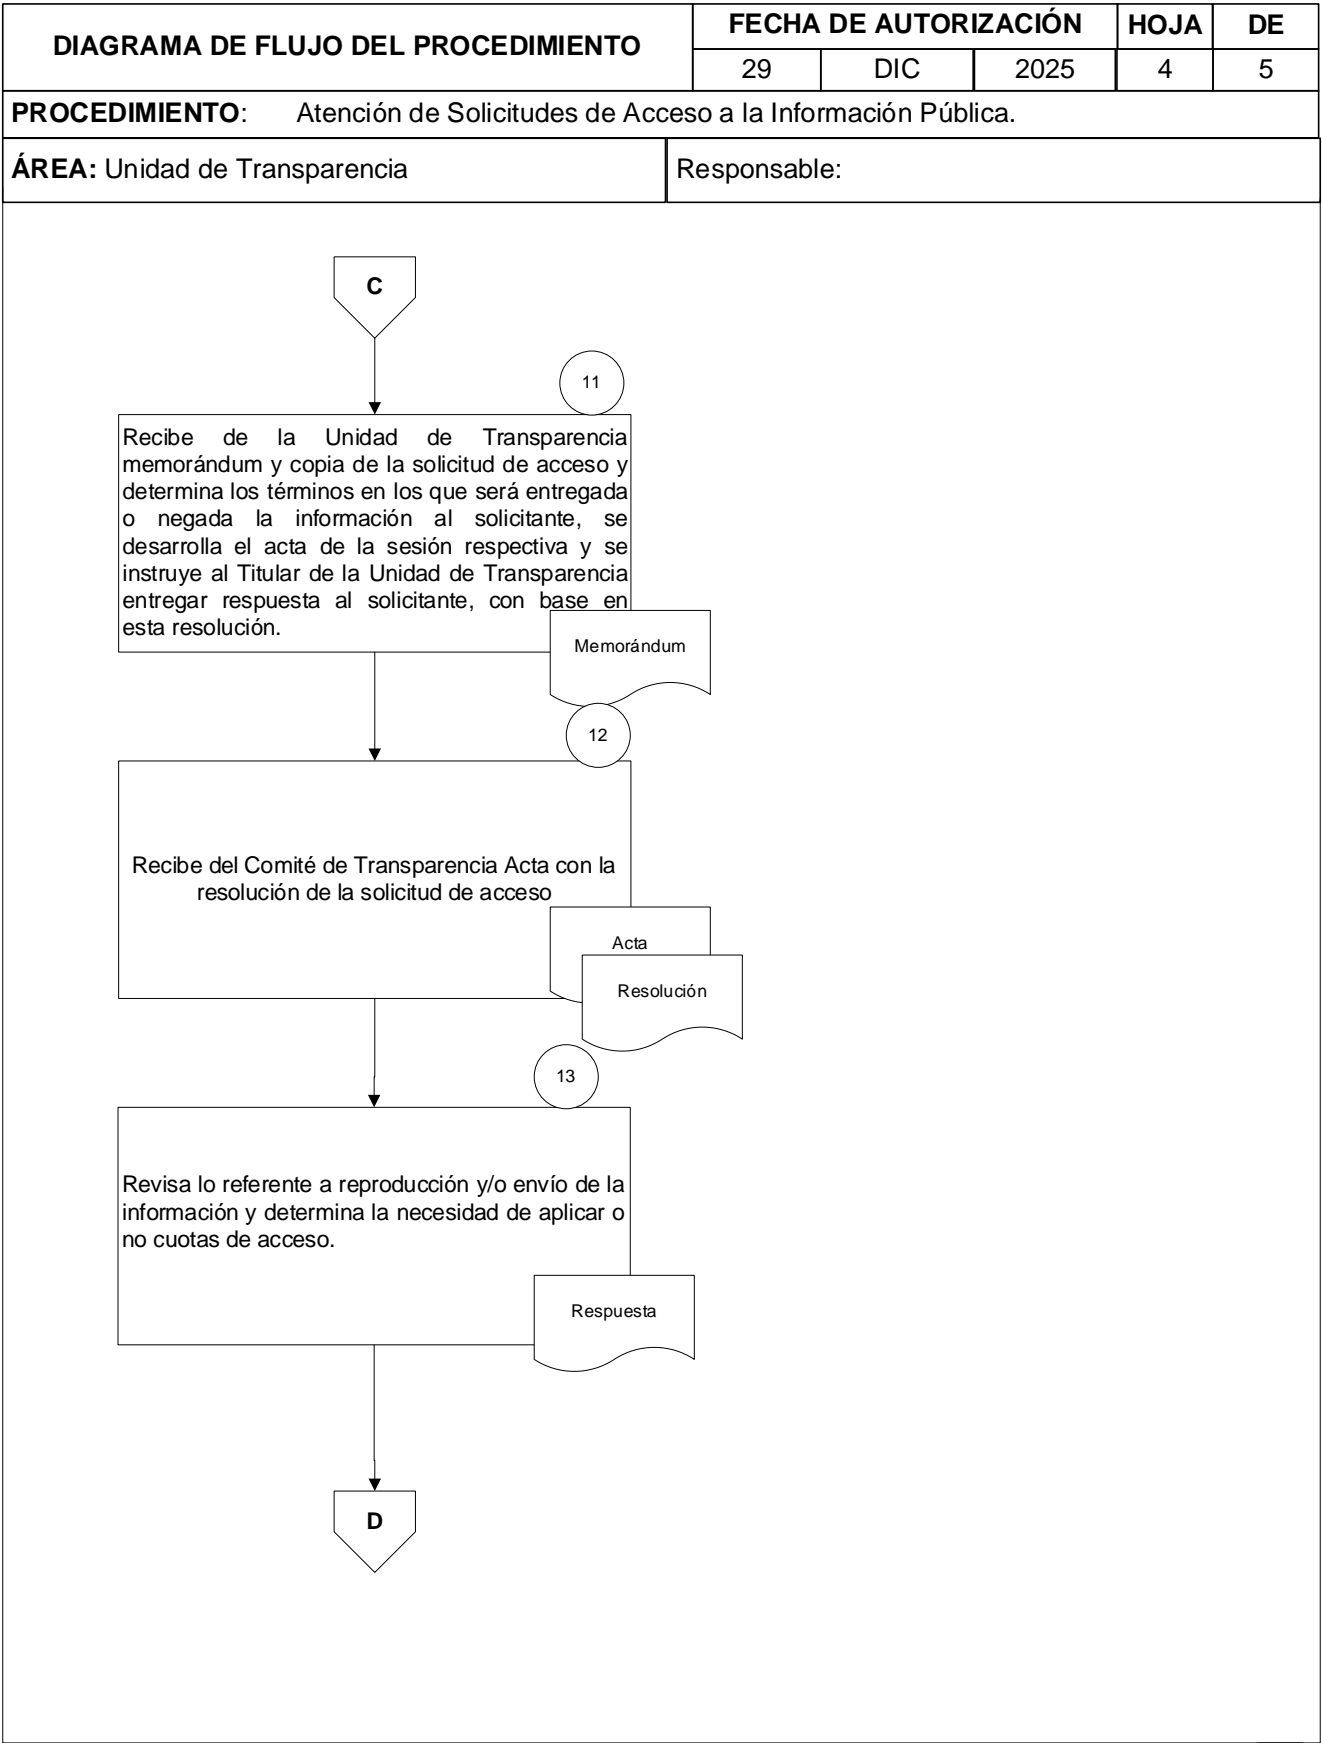 DIAGRAMA DE FLUJO DEL PROCEDIMIENTO
FECHA DE AUTORIZACIÓN HOJA DE
29 DIC 2025 4 5
PROCEDIMIENTO: Atención de Solicitudes de Acceso a la Información Pública.
ÁREA: Unidad de Transparencia Responsable:
C
11
Recibe de la Unidad de Transparencia
memorándum y copia de la solicitud de acceso y
determina los términos en los que será entregada
o negada la información al solicitante, se
desarrolla el acta de la sesión respectiva y se
instruye al Titular de la Unidad de Transparencia
entregar respuesta al solicitante, con base en
esta resolución.
Memorándum
12
Recibe del Comité de Transparencia Acta con la
resolución de la solicitud de acceso
Acta
Resolución
13
Revisa lo referente a reproducción y/o envío de la
información y determina la necesidad de aplicar o
no cuotas de acceso.
Respuesta
D